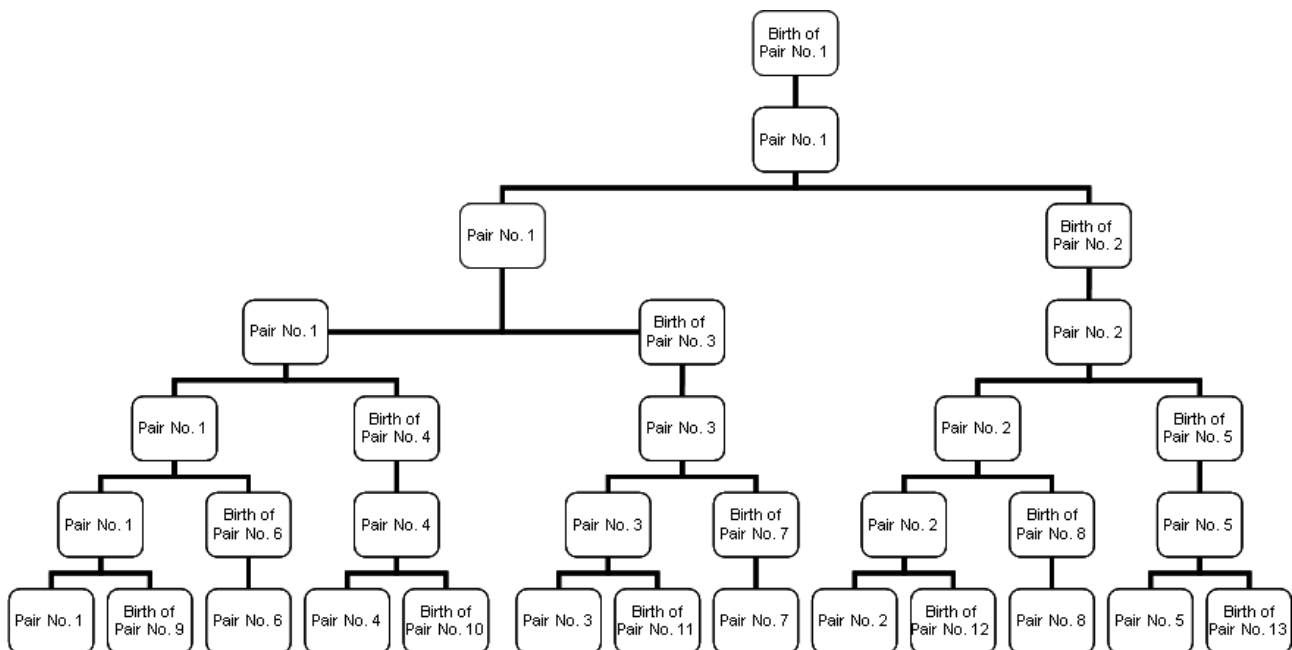 Birth of
Pair No. 1
Pair No. 1
Pair No. 1
Birth of
Pair No. 2
Pair No. 1
Birth of
Pair No. 3
Pair No. 2
Pair No. 1
Birth of
Pair No. 4
Pair No. 3
Pair No. 2
Birth of
Pair No. 5
Pair No. 1
Birth of
Pair No. 6
Pair No. 4
Pair No. 3
Birth of
Pair No. 7
Pair No. 2
Birth of
Pair No. 8
Pair No. 5
Pair No. 1
Birth of
Pair No. 9
Pair No. 6
Pair No. 4
Birth of
Pair No. 10
Pair No. 3
Birth of
Pair No. 11
Pair No. 7
Pair No. 2
Birth of
Pair No. 12
Pair No. 8
Pair No. 5
Birth of
Pair No. 13